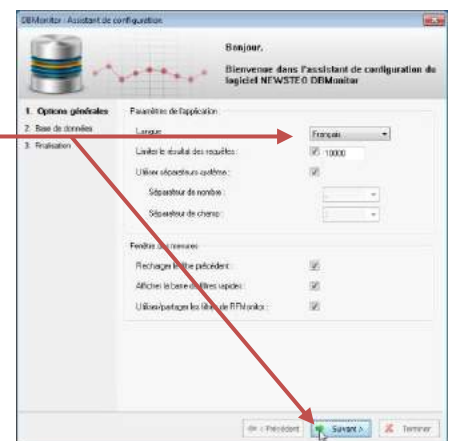 DBMonitor : Assistant de configuration
Bonjour,
Bienvenue dans l'assistant de configuration du
logiciel NEWSTEO DBMonitor
1. Options générales
2. Base de données
3. Finalisation
Paramètres de l'application
Langue
Français
Limiter le résultat des requêtes :
10000
Utiliser séparateurs système :
Séparateur de nombre :
Séparateur de champ :
Fenêtre des mesures
Recharger le filtre précédent :
Afficher la barre de filtres rapides :
Utiliser/partager les filtres de RFMonitor :
< Précédent
Suivant >
Terminer